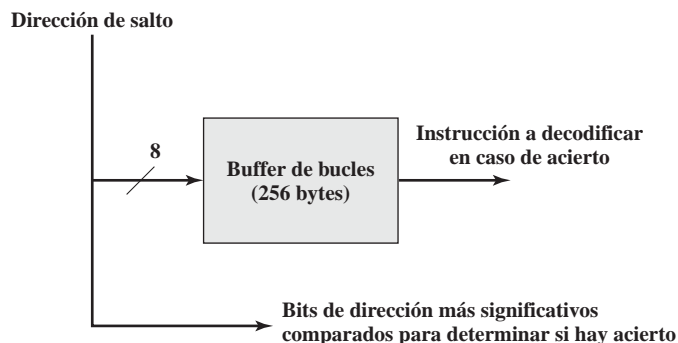 Dirección de salto
8
Buffer de bucles
(256 bytes)
Instrucción a decodificar
en caso de acierto
Bits de dirección más significativos
comparados para determinar si hay acierto